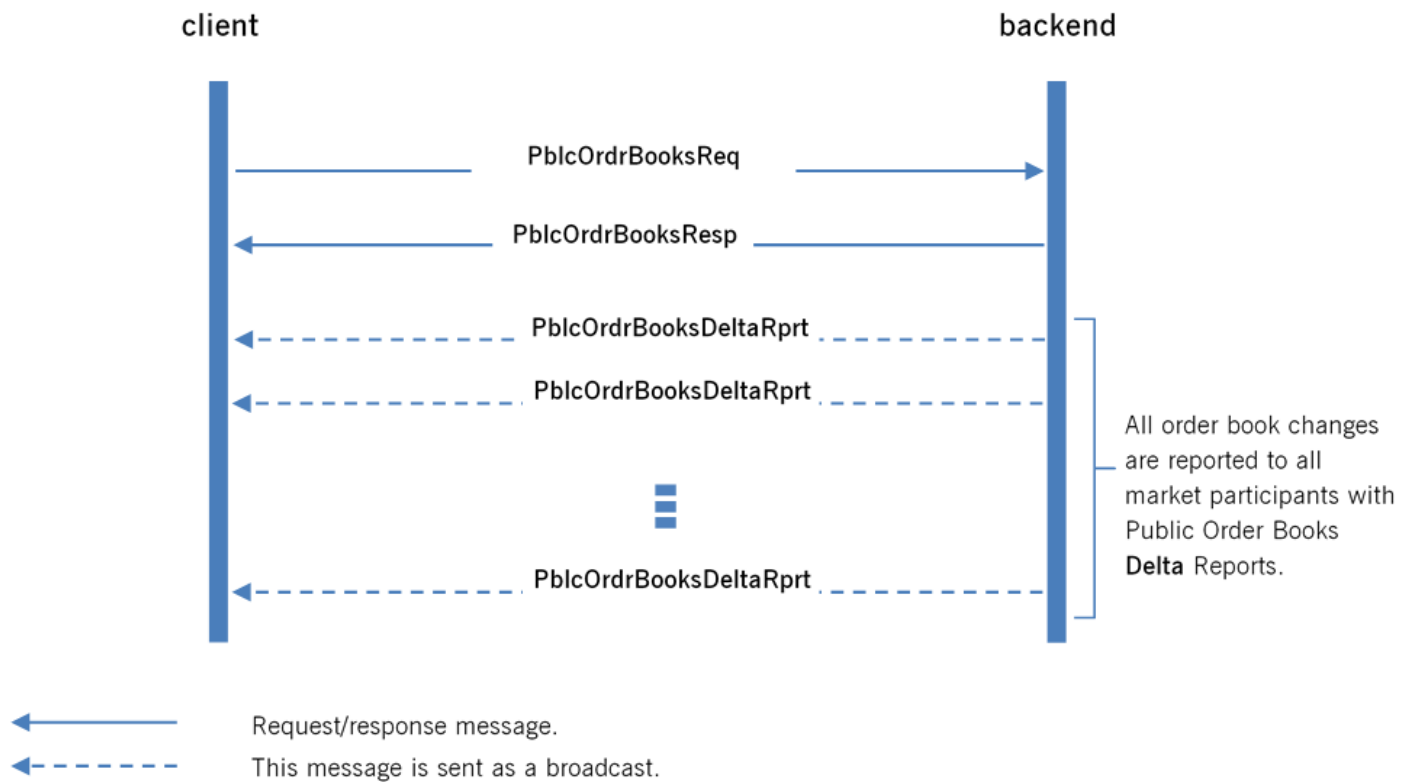 client
backend
PblcOrdrBooksReq
PblcOrdrBooksResp
PblcOrdrBooksDeltaRprt
PblcOrdrBooksDeltaRprt
All order book changes
are reported to all
market participants with
Public Order Books
Delta Reports.
PblcOrdrBooksDeltaRprt
Request/response message.
This message is sent as a broadcast.